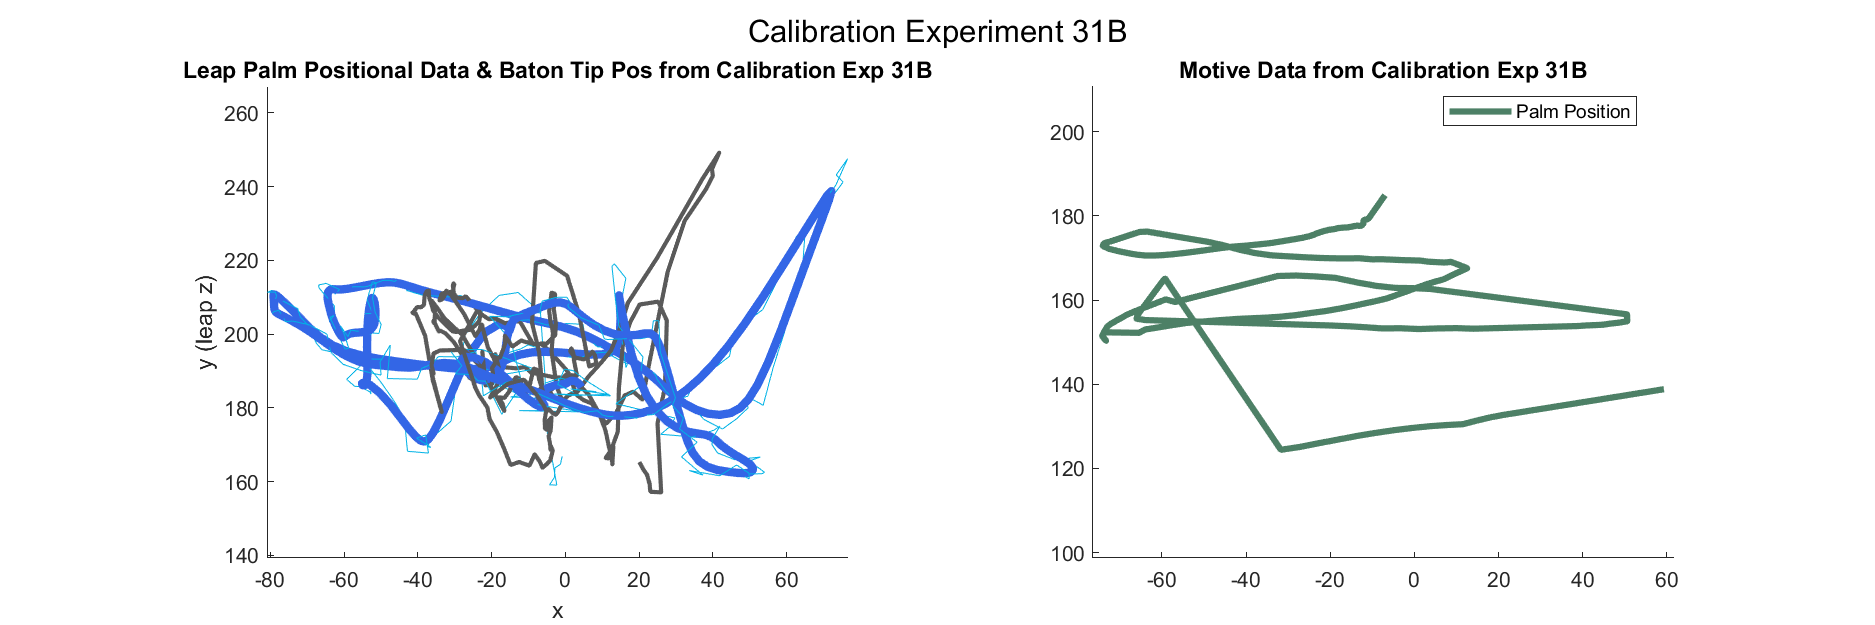 Calibration Experiment 31B
Leap Palm Positional Data & Baton Tip Pos from Calibration Exp 31B
y (leap z)
260
240
220
200
180
160
140
-80 -60 -40 -20 0 20 40 60
x
Motive Data from Calibration Exp 31B
Palm Position
200
180
160
140
120
100
-60 -40 -20 0 20 40 60